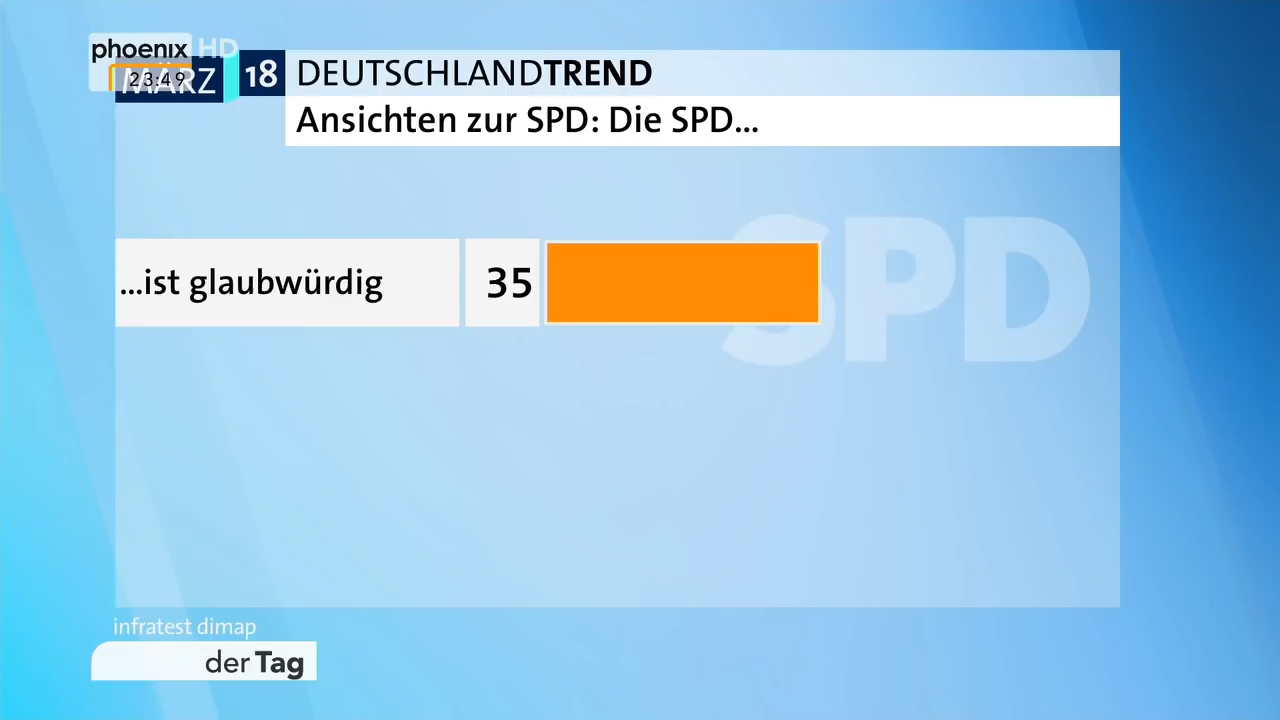 phoenix HD
23:49
MÄRZ 18 DEUTSCHLANDTREND
Ansichten zur SPD: Die SPD...
SPD
...ist glaubwürdig 35
infratest dimap
der Tag